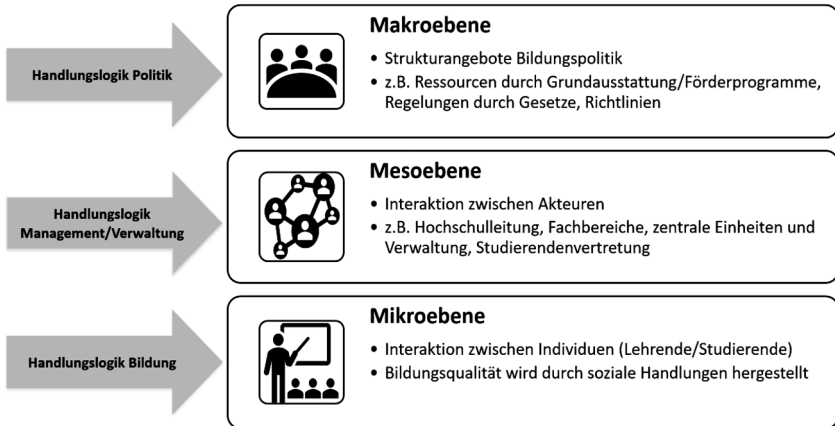 Handlungslogik Politik
Makroebene
• Strukturangebote Bildungspolitik
• z.B. Ressourcen durch Grundausstattung/Förderprogramme,
Regelungen durch Gesetze, Richtlinien
Handlungslogik
Management/Verwaltung
Mesoebene
• Interaktion zwischen Akteuren
• z.B. Hochschulleitung, Fachbereiche, zentrale Einheiten und
Verwaltung, Studierendenvertretung
Handlungslogik Bildung
Mikroebene
• Interaktion zwischen Individuen (Lehrende/Studierende)
• Bildungsqualität wird durch soziale Handlungen hergestellt